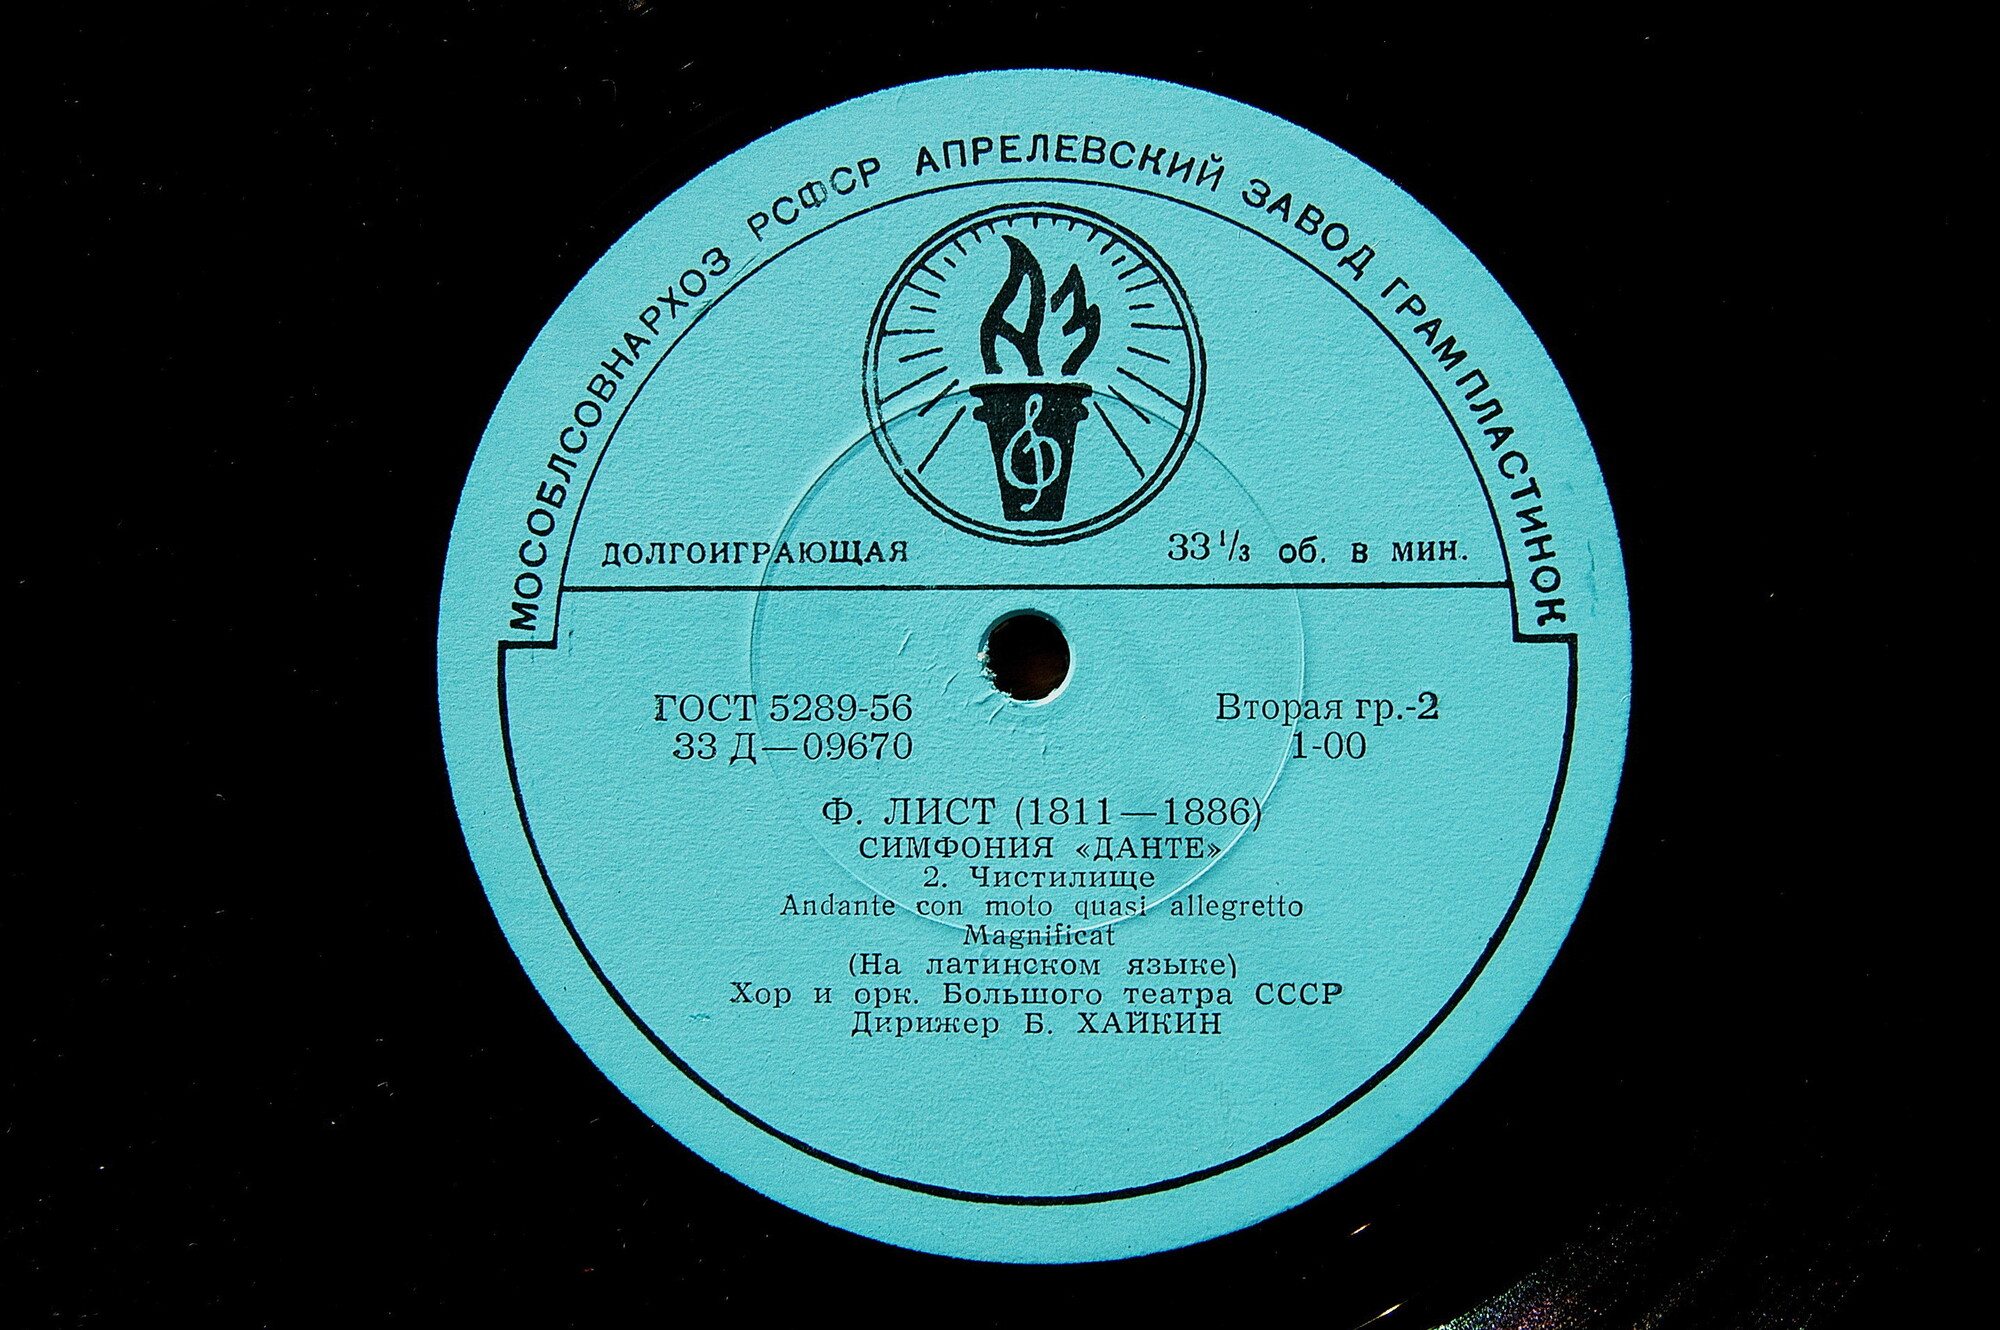 МОСОБЛСОВНАРХОЗ РСФСР АПРЕЛЕВСКИЙ ЗАВОД ГРАМПЛАСТИНОК
АЗ
ДОЛГОИГРАЮЩАЯ 33 1/3 об. в мин.
ГОСТ 5289-56 Вторая гр.-2
33 Д—09670 1-00
Ф. ЛИСТ (1811—1886)
СИМФОНИЯ «ДАНТЕ»
2. Чистилище
Andante con moto quasi allegretto
Magnificat
(На латинском языке)
Хор и орк. Большого театра СССР
Дирижер Б. ХАЙКИН